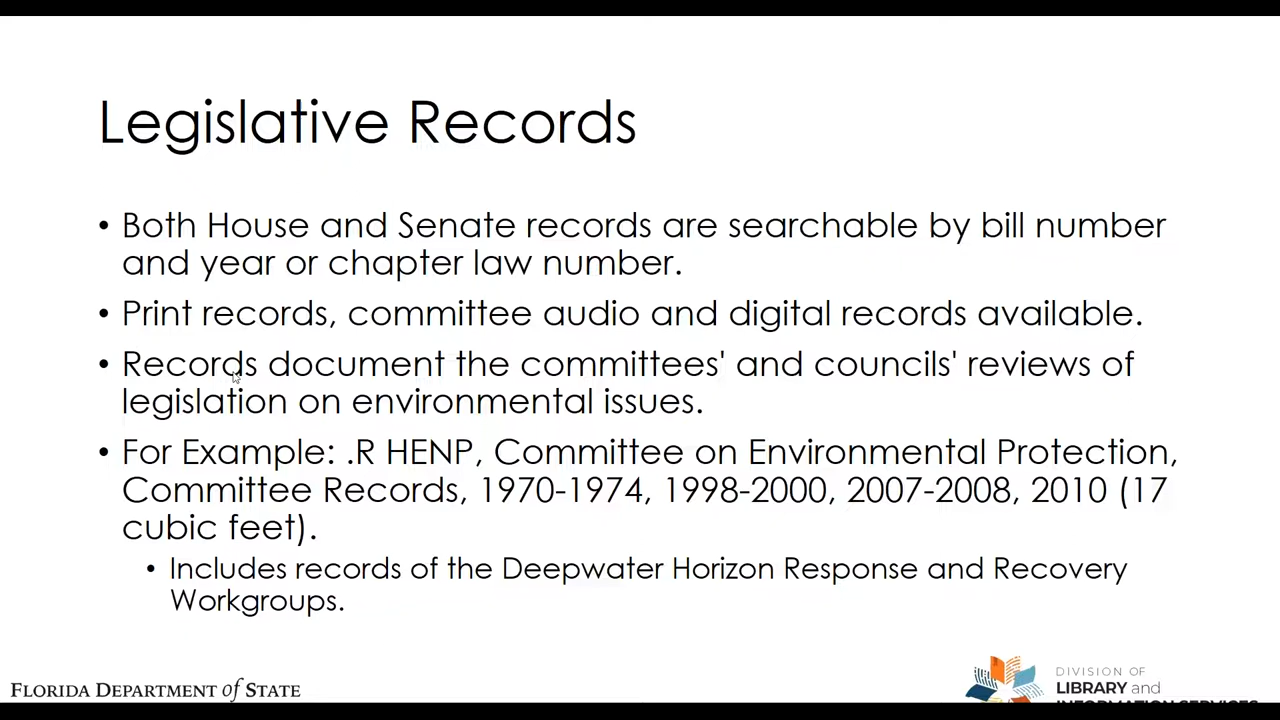 Legislative Records
• Both House and Senate records are searchable by bill number
and year or chapter law number.
• Print records, committee audio and digital records available.
• Records document the committees' and councils' reviews of
legislation on environmental issues.
• For Example: .R HENP, Committee on Environmental Protection,
Committee Records, 1970-1974, 1998-2000, 2007-2008, 2010 (17
cubic feet).
• Includes records of the Deepwater Horizon Response and Recovery
Workgroups.
FLORIDA DEPARTMENT of STATE
DIVISION OF
LIBRARY and
INFORMATION SERVICES